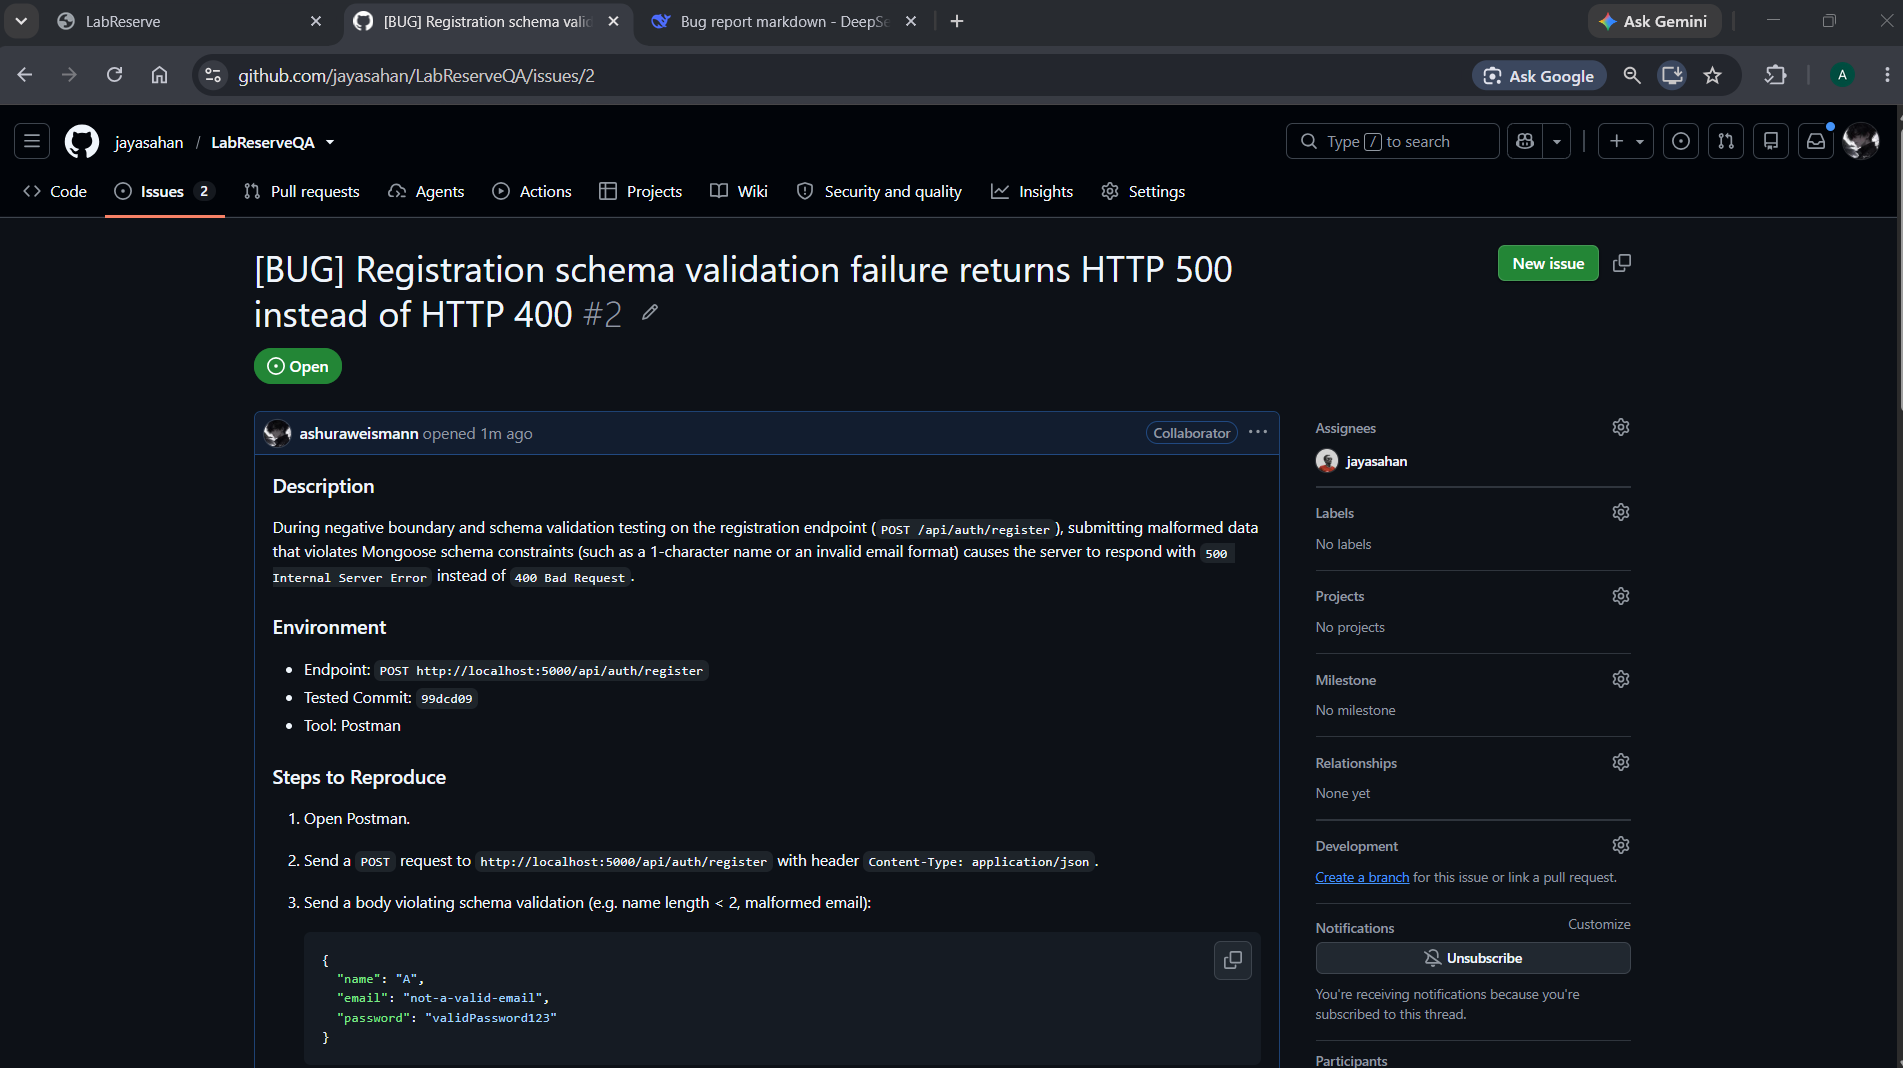 LabReserve
[BUG] Registration schema valid
Bug report markdown - DeepSe
Ask Gemini
github.com/jayasahan/LabReserveQA/issues/2
Ask Google
A
jayasahan / LabReserveQA
Type / to search
Code
Issues 2
Pull requests
Agents
Actions
Projects
Wiki
Security and quality
Insights
Settings
[BUG] Registration schema validation failure returns HTTP 500
instead of HTTP 400 #2
New issue
Open
ashuraweismann opened 1m ago
Collaborator
Description
During negative boundary and schema validation testing on the registration endpoint ( POST /api/auth/register ), submitting malformed data
that violates Mongoose schema constraints (such as a 1-character name or an invalid email format) causes the server to respond with 500
Internal Server Error instead of 400 Bad Request .
Environment
• Endpoint: POST http://localhost:5000/api/auth/register
• Tested Commit: 99dcd09
• Tool: Postman
Steps to Reproduce
1. Open Postman.
2. Send a POST request to http://localhost:5000/api/auth/register with header Content-Type: application/json .
3. Send a body violating schema validation (e.g. name length < 2, malformed email):
{
"name": "A",
"email": "not-a-valid-email",
"password": "validPassword123"
}
Assignees
jayasahan
Labels
No labels
Projects
No projects
Milestone
No milestone
Relationships
None yet
Development
Create a branch for this issue or link a pull request.
Notifications
Customize
Unsubscribe
You're receiving notifications because you're
subscribed to this thread.
Participants